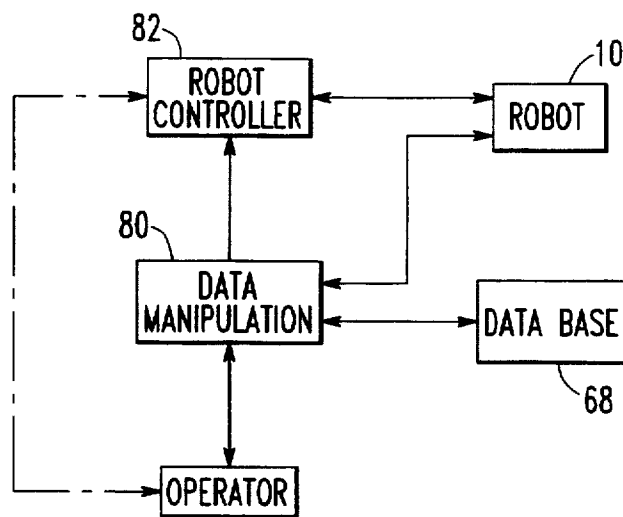 82
10
ROBOT
CONTROLLER
ROBOT
80
DATA
MANIPULATION
DATA BASE
68
OPERATOR